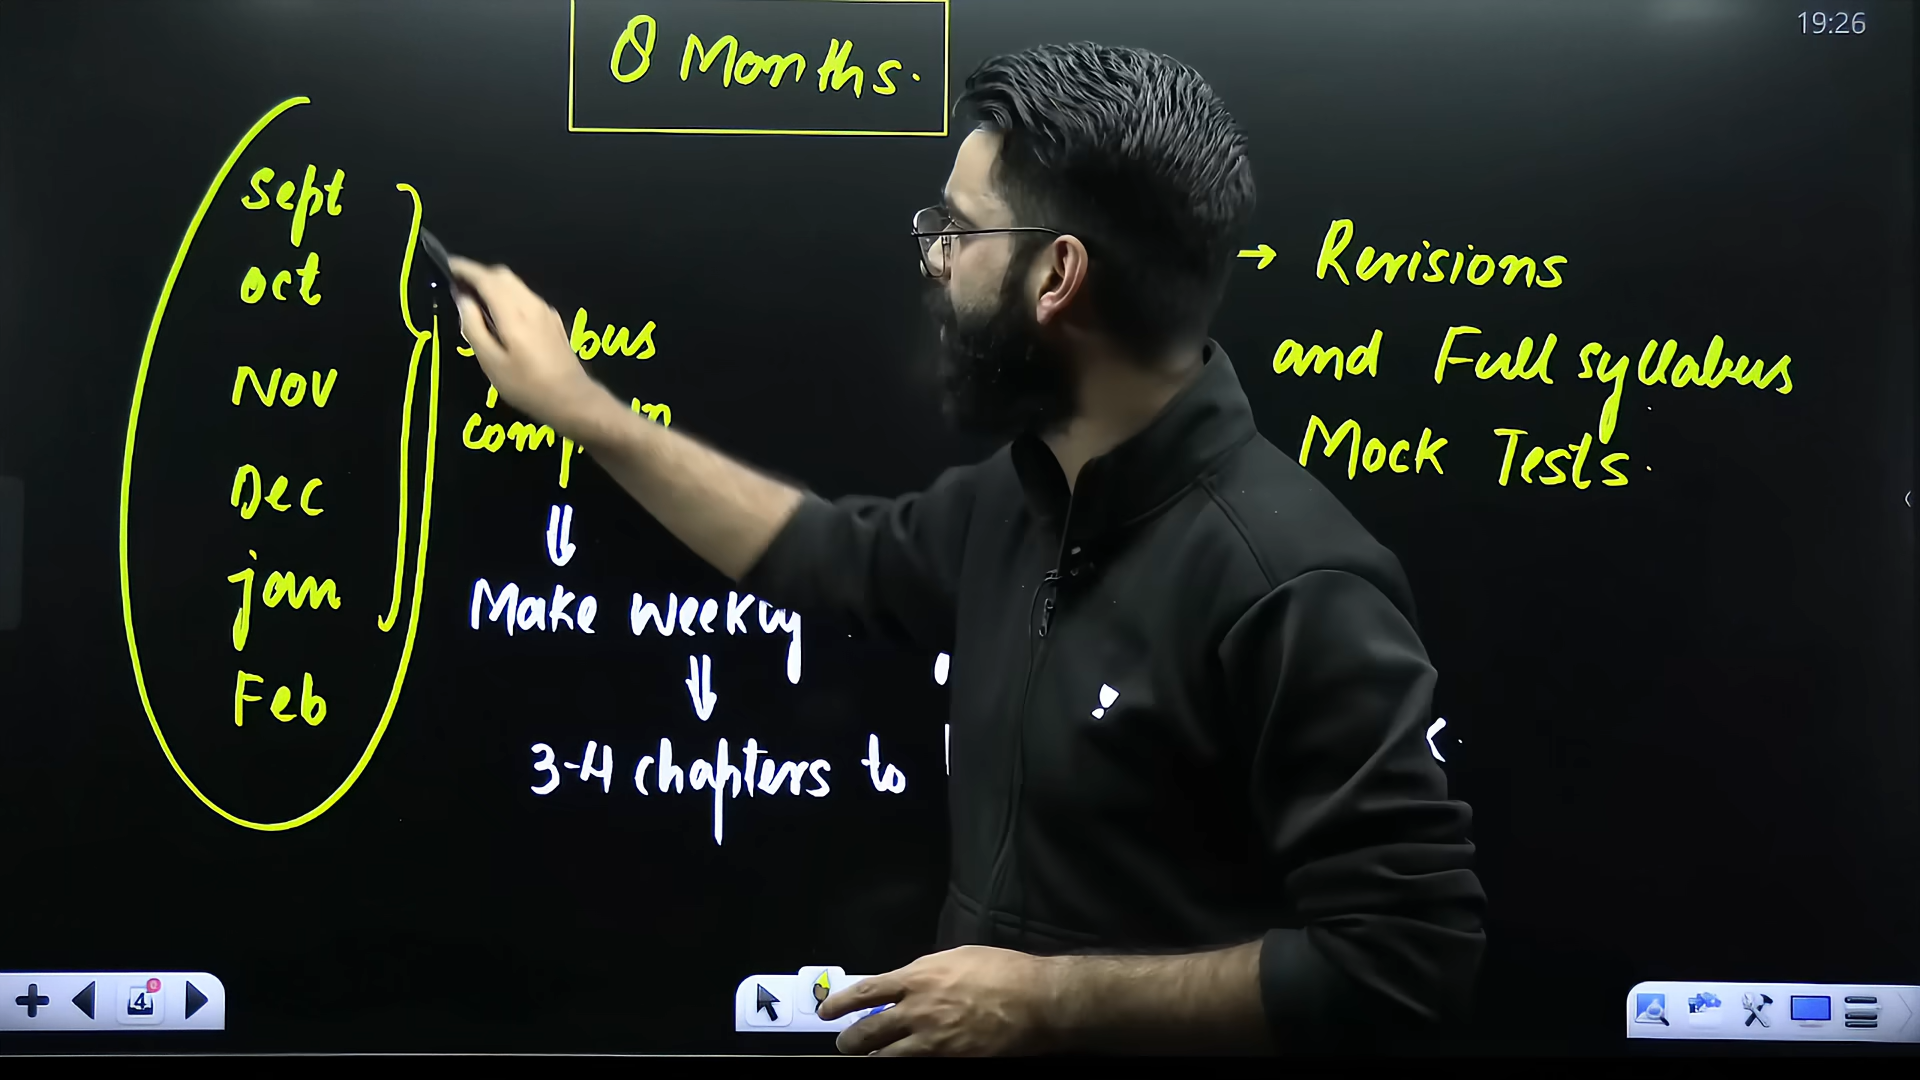 8 Months.
19:26
Sept
oct
Nov
Dec
jan
Feb
Make weekly
3-4 chapters to
→ Revisions
and Full syllabus
Mock Tests.
4